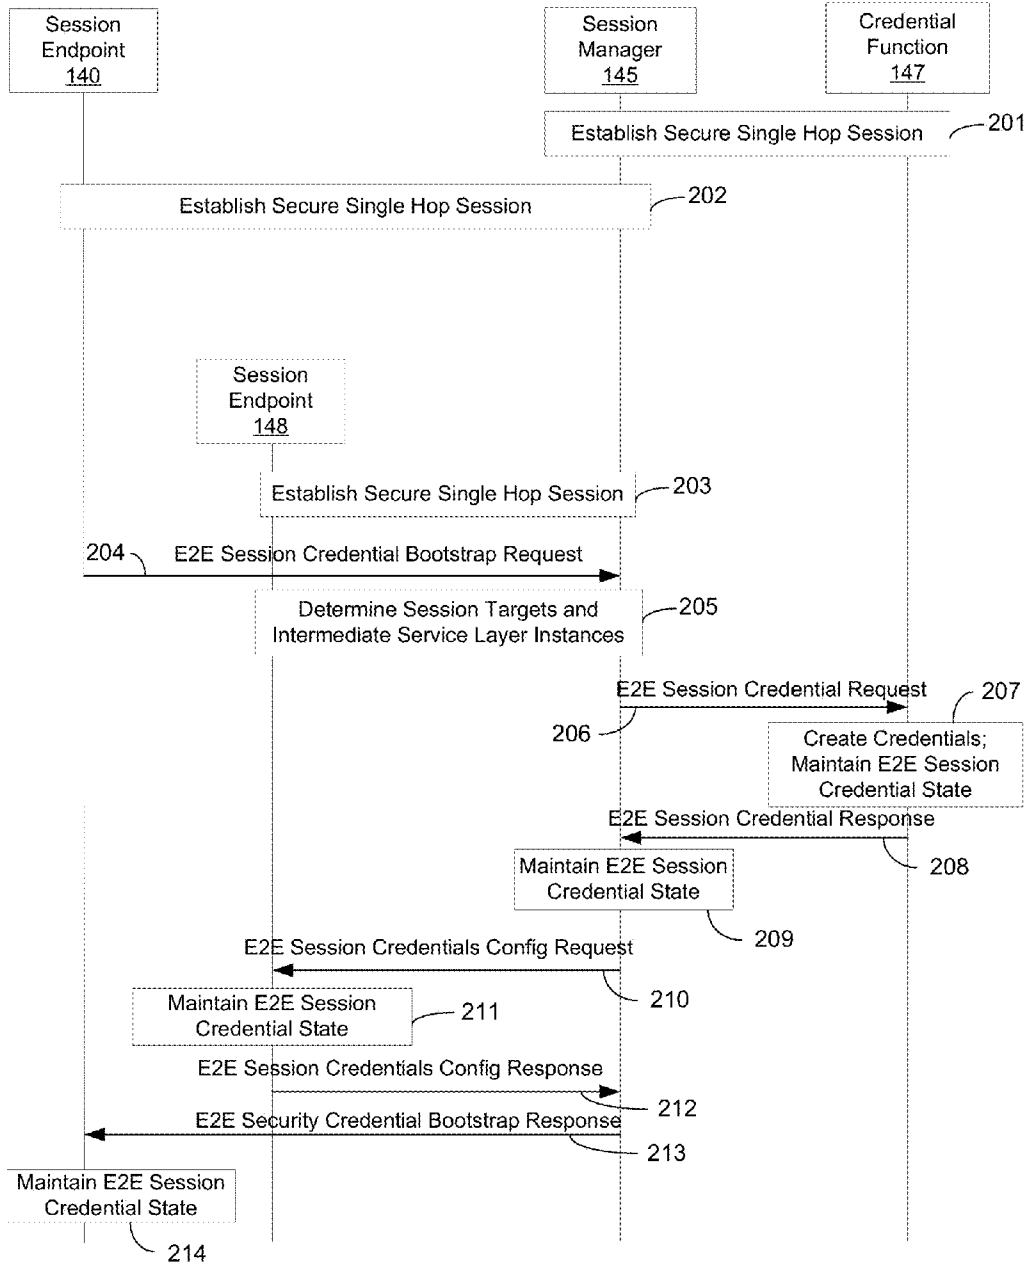 Session
Endpoint
140
Session
Manager
145
Credential
Function
147
Establish Secure Single Hop Session
201
Establish Secure Single Hop Session
202
Session
Endpoint
148
Establish Secure Single Hop Session
203
204
E2E Session Credential Bootstrap Request
Determine Session Targets and
Intermediate Service Layer Instances
205
E2E Session Credential Request
206
207
Create Credentials;
Maintain E2E Session
Credential State
E2E Session Credential Response
208
Maintain E2E Session
Credential State
209
E2E Session Credentials Config Request
210
Maintain E2E Session
Credential State
211
E2E Session Credentials Config Response
212
E2E Security Credential Bootstrap Response
213
Maintain E2E Session
Credential State
214